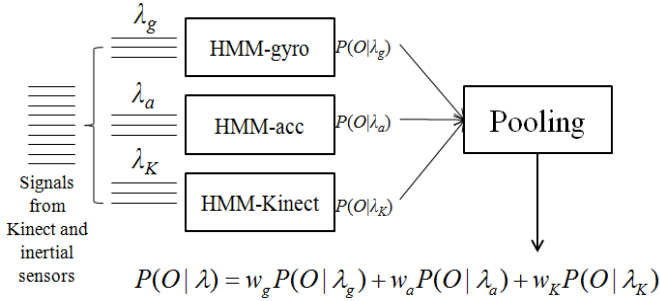 λg
HMM-gyro
P(O|λg)
λa
HMM-acc
P(O|λa)
Pooling
λK
HMM-Kinect
P(O|λK)
Signals
from
Kinect and
inertial
sensors
P(O | λ) = wgP(O | λg) + waP(O | λa) + wKP(O | λK)